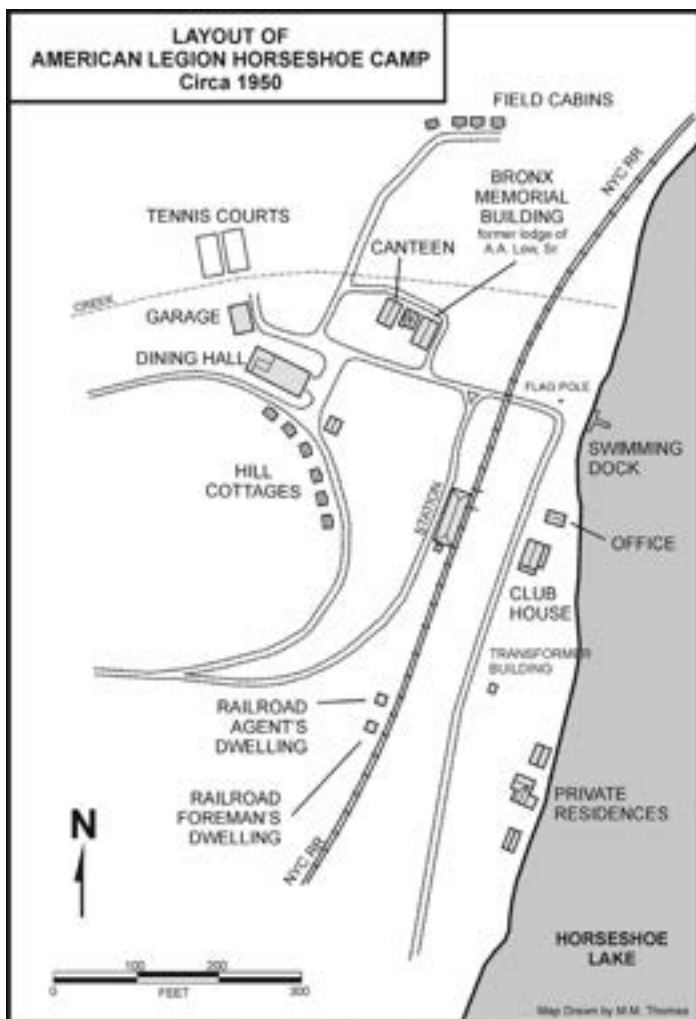 LAYOUT OF
AMERICAN LEGION HORSESHOE CAMP
Circa 1950
FIELD CABINS
NYC RR
BRONX
MEMORIAL
BUILDING
former lodge of
A.A. Low, Sr
TENNIS COURTS
CANTEEN
CREEK
GARAGE
DINING HALL
FLAG POLE
SWIMMING
DOCK
HILL
COTTAGES
STATION
OFFICE
CLUB
HOUSE
TRANSFORMER
BUILDING
RAILROAD
AGENT'S
DWELLING
RAILROAD
FOREMAN'S
DWELLING
PRIVATE
RESIDENCES
N
NYC RR
HORSESHOE
LAKE
100 200
0 FEET 300
Map Drawn by M.M. Thomas